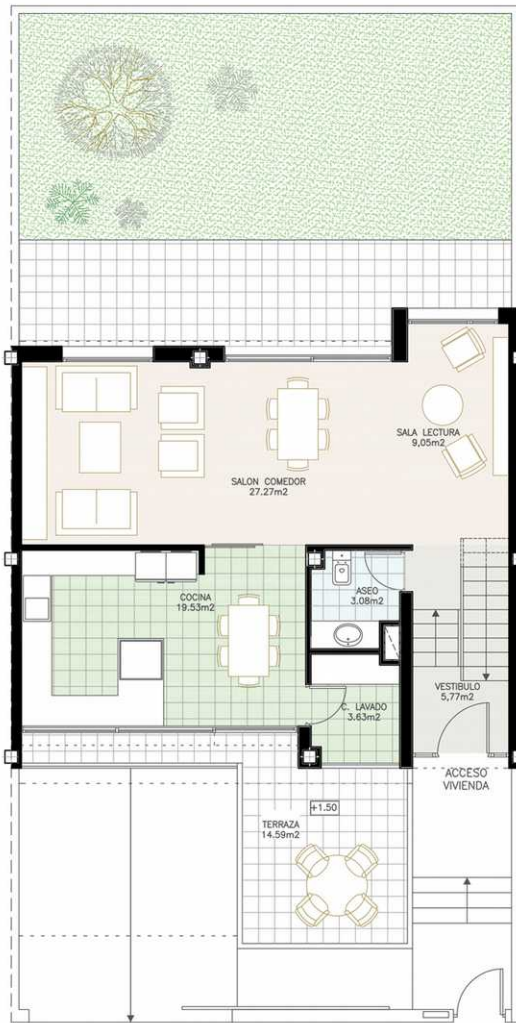 SALA LECTURA
9,05m2
SALON COMEDOR
27.27m2
COCINA
19.53m2
ASEO
3.08m2
VESTIBULO
5,77m2
C. LAVADO
3.63m2
ACCESO
VIVIENDA
+1.50
TERRAZA
14.59m2